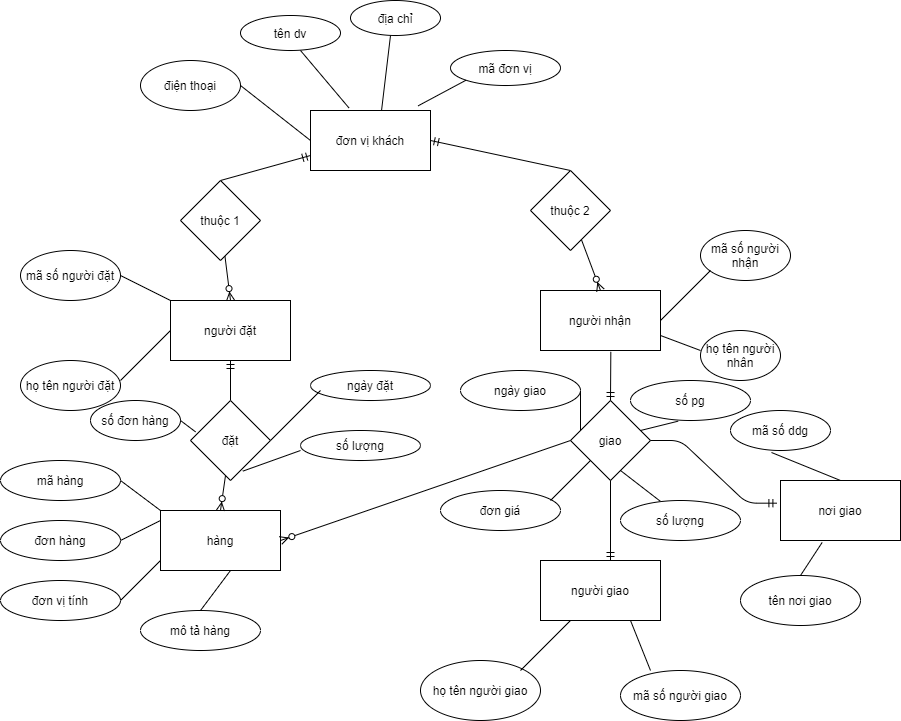 địa chỉ
tên dv
mã đơn vị
điện thoại
đơn vị khách
thuộc 1
thuộc 2
mã số người
nhận
mã số người đặt
người đặt
người nhận
họ tên người
nhân
họ tên người đặt
ngày đặt
ngày giao
số pg
số đơn hàng
đặt
số lượng
giao
mã số ddg
mã hàng
đơn giá
số lượng
nơi giao
hàng
đơn hàng
người giao
đơn vị tính
tên nơi giao
mô tả hàng
họ tên người giao
mã số người giao